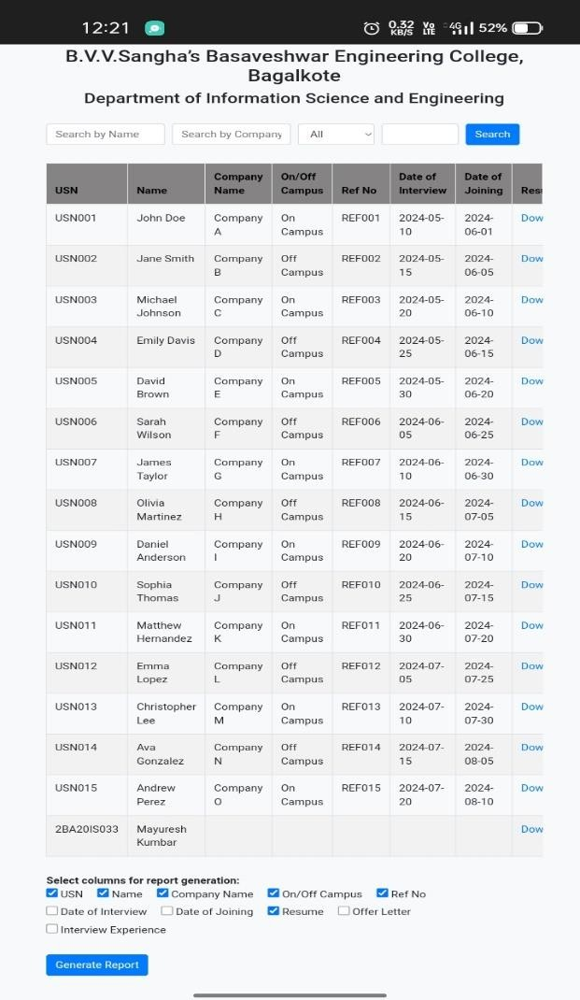 12:21 0.32 KB/S Vo LTE 4G 52%
B.V.V.Sangha's Basaveshwar Engineering College,
Bagalkote
Department of Information Science and Engineering
Search by Name Search by Company All Search
USN Name Company Name On/Off Campus Ref No Date of Interview Date of Joining Resu
USN001 John Doe Company A On Campus REF001 2024-05-10 2024-06-01 Dow
USN002 Jane Smith Company B Off Campus REF002 2024-05-15 2024-06-05 Dow
USN003 Michael Johnson Company C On Campus REF003 2024-05-20 2024-06-10 Dow
USN004 Emily Davis Company D Off Campus REF004 2024-05-25 2024-06-15 Dow
USN005 David Brown Company E On Campus REF005 2024-05-30 2024-06-20 Dow
USN006 Sarah Wilson Company F Off Campus REF006 2024-06-05 2024-06-25 Dow
USN007 James Taylor Company G On Campus REF007 2024-06-10 2024-06-30 Dow
USN008 Olivia Martinez Company H Off Campus REF008 2024-06-15 2024-07-05 Dow
USN009 Daniel Anderson Company I On Campus REF009 2024-06-20 2024-07-10 Dow
USN010 Sophia Thomas Company J Off Campus REF010 2024-06-25 2024-07-15 Dow
USN011 Matthew Hernandez Company K On Campus REF011 2024-06-30 2024-07-20 Dow
USN012 Emma Lopez Company L Off Campus REF012 2024-07-05 2024-07-25 Dow
USN013 Christopher Lee Company M On Campus REF013 2024-07-10 2024-07-30 Dow
USN014 Ava Gonzalez Company N Off Campus REF014 2024-07-15 2024-08-05 Dow
USN015 Andrew Perez Company O On Campus REF015 2024-07-20 2024-08-10 Dow
2BA20IS033 Mayuresh Kumbar Dow
Select columns for report generation:
USN Name Company Name On/Off Campus Ref No
Date of Interview Date of Joining Resume Offer Letter
Interview Experience
Generate Report